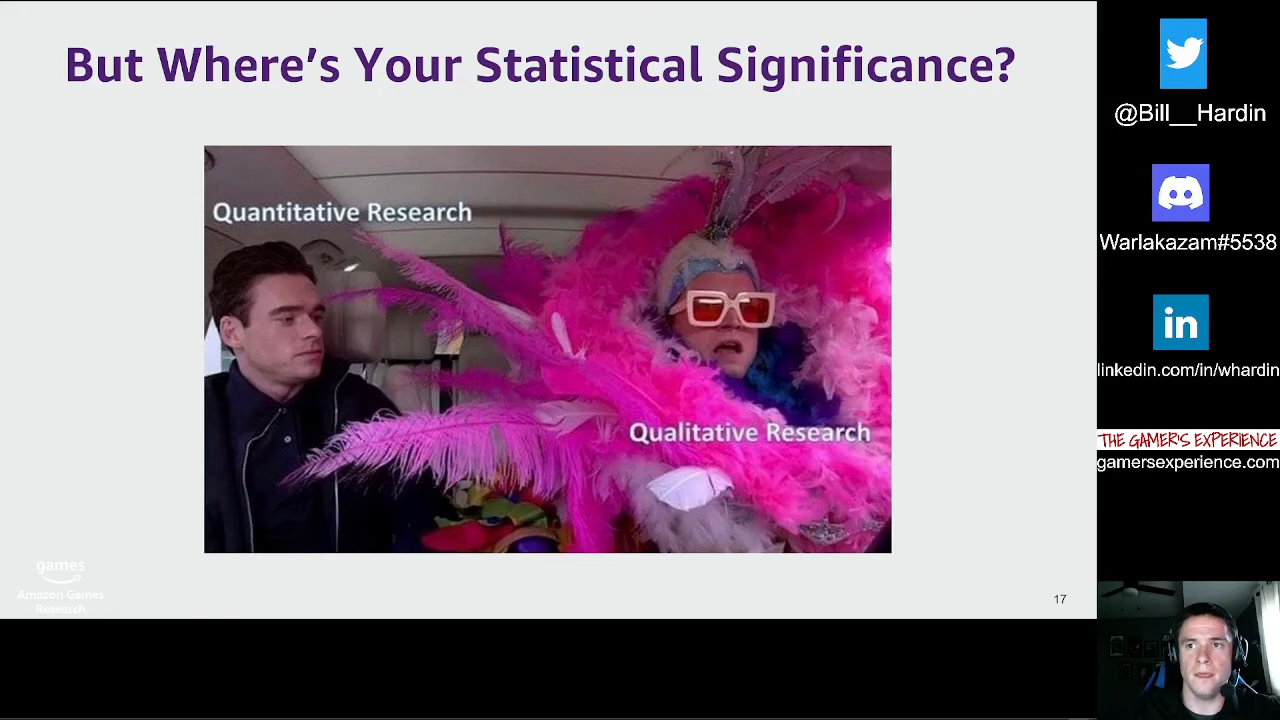 But Where's Your Statistical Significance?
Quantitative Research
Qualitative Research
games
Amazon Games
Research
17
@Bill__Hardin
Warlakazam#5538
in
linkedin.com/in/whardin
THE GAMER'S EXPERIENCE
gamersexperience.com